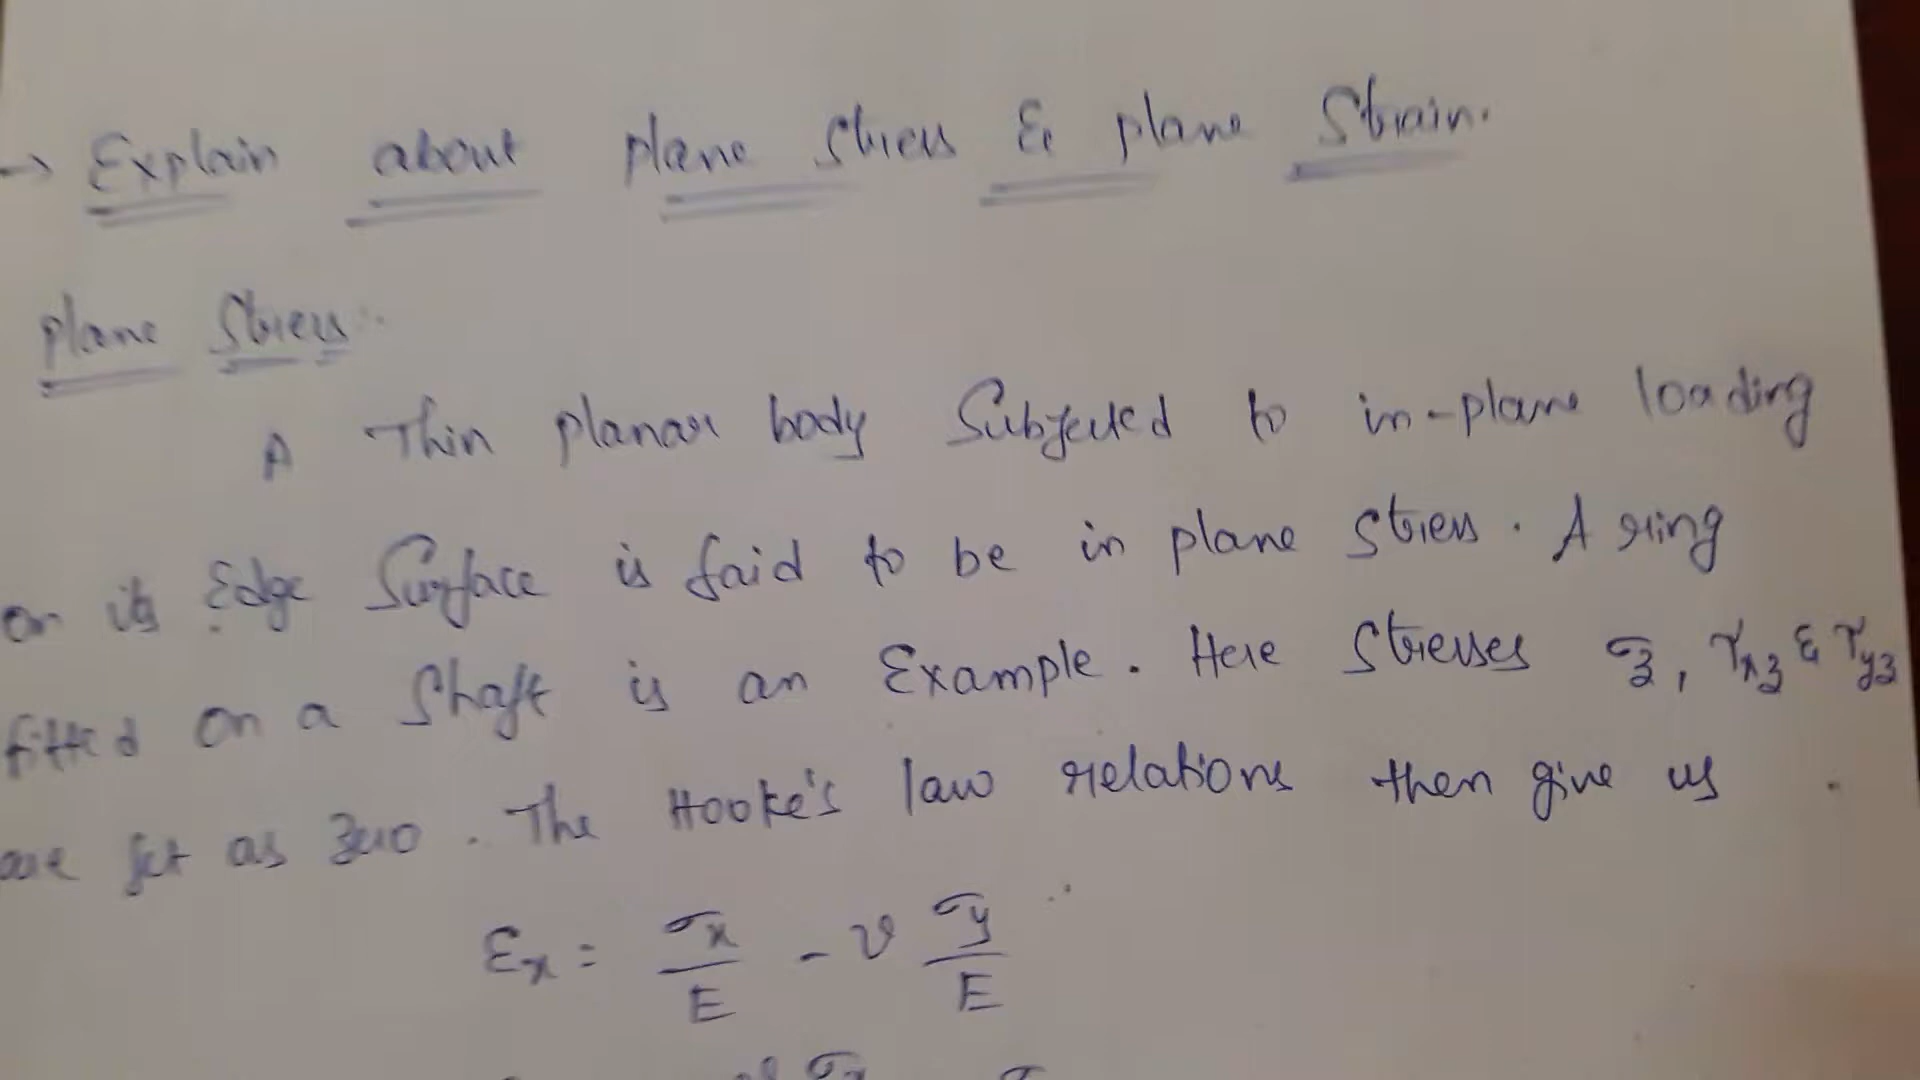 → Explain about plane stress & plane strain.
plane stress.
A Thin planar body Subjected to in-plane loading
on its Edge Surface is said to be in plane stress. A ring
fitted on a shaft is an Example. Here stresses σz, τxz & τyz
are set as zero. The Hooke's law relations then give us
εx = σx/E - ν σy/E